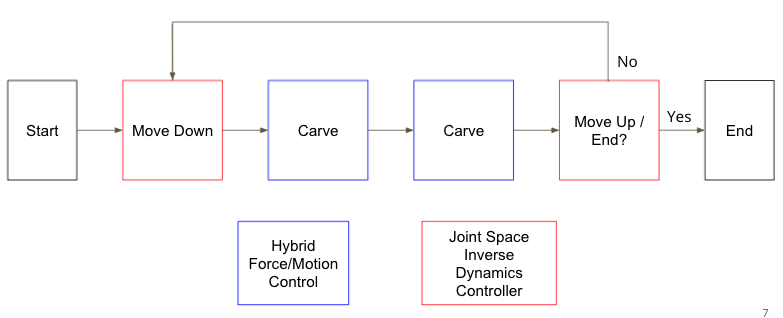 No
Start
Move Down
Carve
Carve
Move Up /
End?
Yes
End
Hybrid
Force/Motion
Control
Joint Space
Inverse
Dynamics
Controller
7